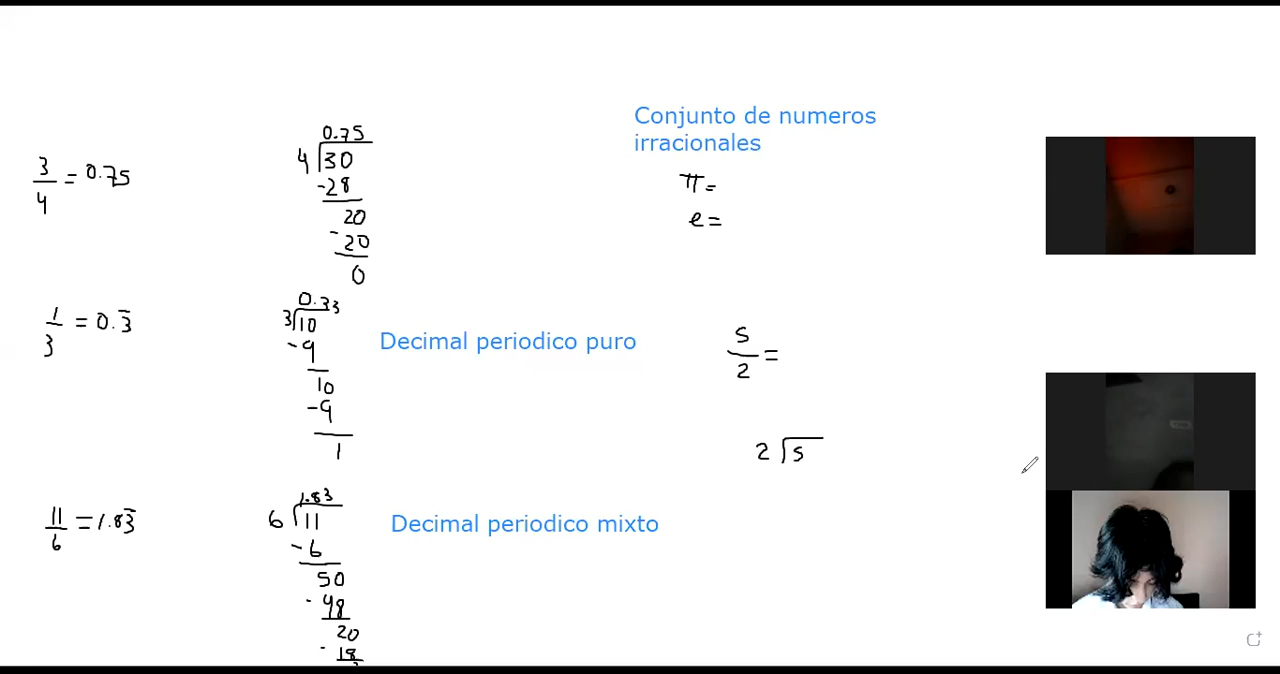 3/4 = 0.75
0.75
4 30
-28
20
-20
0
1/3 = 0.3̅
0.33
3 10
-9
10
-9
1
Decimal periodico puro
11/6 = 1.83̅
1.83
6 11
-6
50
-48
20
-18
Decimal periodico mixto
Conjunto de numeros
irracionales
π=
e=
5/2 =
2 5